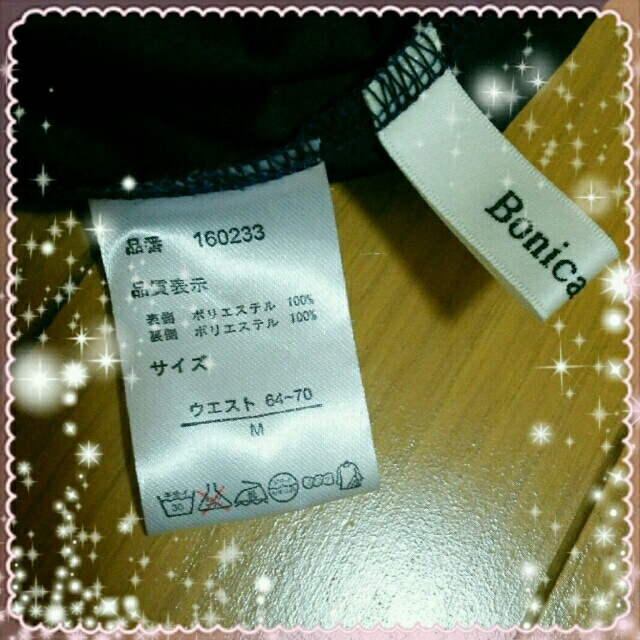 品番 160233
品質表示
表側 ポリエステル 100%
裏側 ポリエステル 100%
サイズ
ウエスト 64~70
M
Bonica